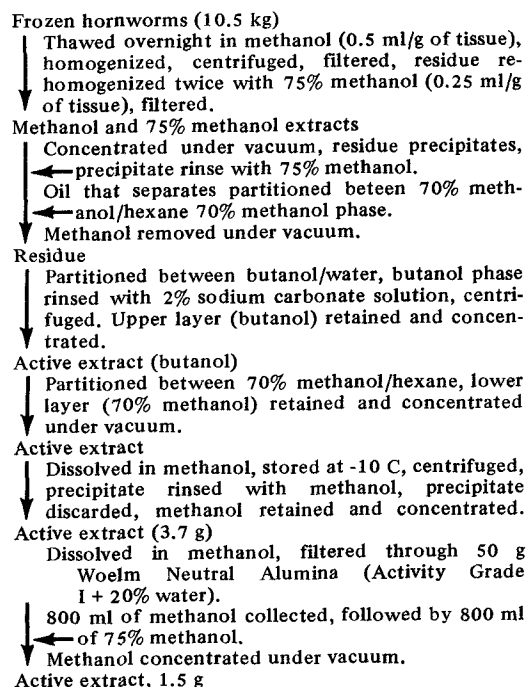 Frozen hornworms (10.5 kg)
Thawed overnight in methanol (0.5 ml/g of tissue),
homogenized, centrifuged, filtered, residue re-
homogenized twice with 75% methanol (0.25 ml/g
of tissue), filtered.
Methanol and 75% methanol extracts
Concentrated under vacuum, residue precipitates,
precipitate rinse with 75% methanol.
Oil that separates partitioned beteen 70% meth-
anol/hexane 70% methanol phase.
Methanol removed under vacuum.
Residue
Partitioned between butanol/water, butanol phase
rinsed with 2% sodium carbonate solution, centri-
fuged. Upper layer (butanol) retained and concen-
trated.
Active extract (butanol)
Partitioned between 70% methanol/hexane, lower
layer (70% methanol) retained and concentrated
under vacuum.
Active extract
Dissolved in methanol, stored at -10 C, centrifuged,
precipitate rinsed with methanol, precipitate
discarded, methanol retained and concentrated.
Active extract (3.7 g)
Dissolved in methanol, filtered through 50 g
Woelm Neutral Alumina (Activity Grade
I + 20% water).
800 ml of methanol collected, followed by 800 ml
of 75% methanol.
Methanol concentrated under vacuum.
Active extract, 1.5 g